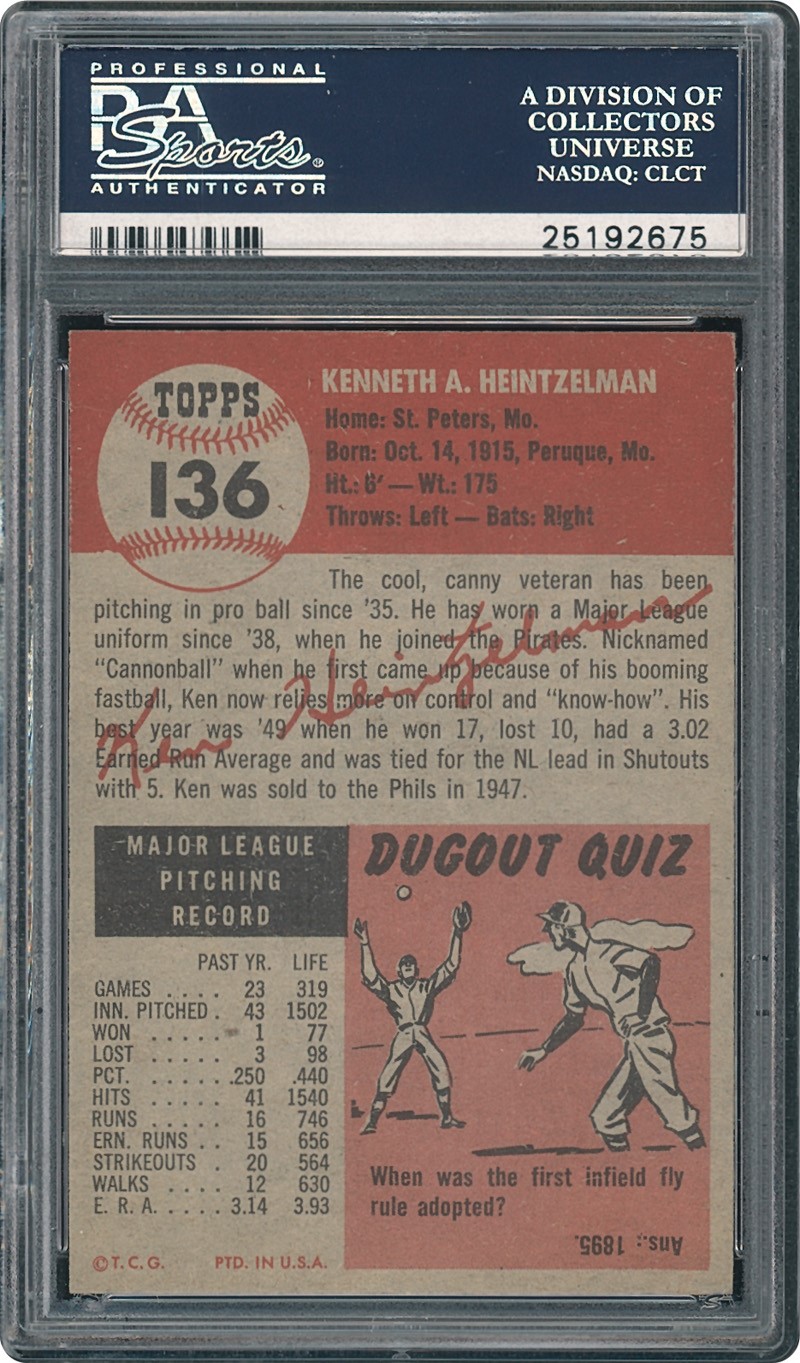 PROFESSIONAL
PSA
Sports®
AUTHENTICATOR
A DIVISION OF
COLLECTORS
UNIVERSE
NASDAQ: CLCT
25192675
TOPPS
136
KENNETH A. HEINTZELMAN
Home: St. Peters, Mo.
Born: Oct. 14, 1915, Peruque, Mo.
Ht.: 6′ — Wt.: 175
Throws: Left — Bats: Right
The cool, canny veteran has been
pitching in pro ball since '35. He has worn a Major League
uniform since '38, when he joined the Pirates. Nicknamed
"Cannonball" when he first came up because of his booming
fastball, Ken now relies more on control and "know-how". His
best year was '49 when he won 17, lost 10, had a 3.02
Earned Run Average and was tied for the NL lead in Shutouts
with 5. Ken was sold to the Phils in 1947.
Ken Heintzelman
MAJOR LEAGUE
PITCHING
RECORD
PAST YR. LIFE
GAMES .... 23 319
INN. PITCHED . 43 1502
WON ..... 1 77
LOST ..... 3 98
PCT. ...... .250 .440
HITS ..... 41 1540
RUNS .... 16 746
ERN. RUNS .. 15 656
STRIKEOUTS . 20 564
WALKS .... 12 630
E. R. A. .... 3.14 3.93
©T.C.G. PTD. IN U.S.A.
DUGOUT QUIZ
When was the first infield fly
rule adopted?
Ans.: 1895.